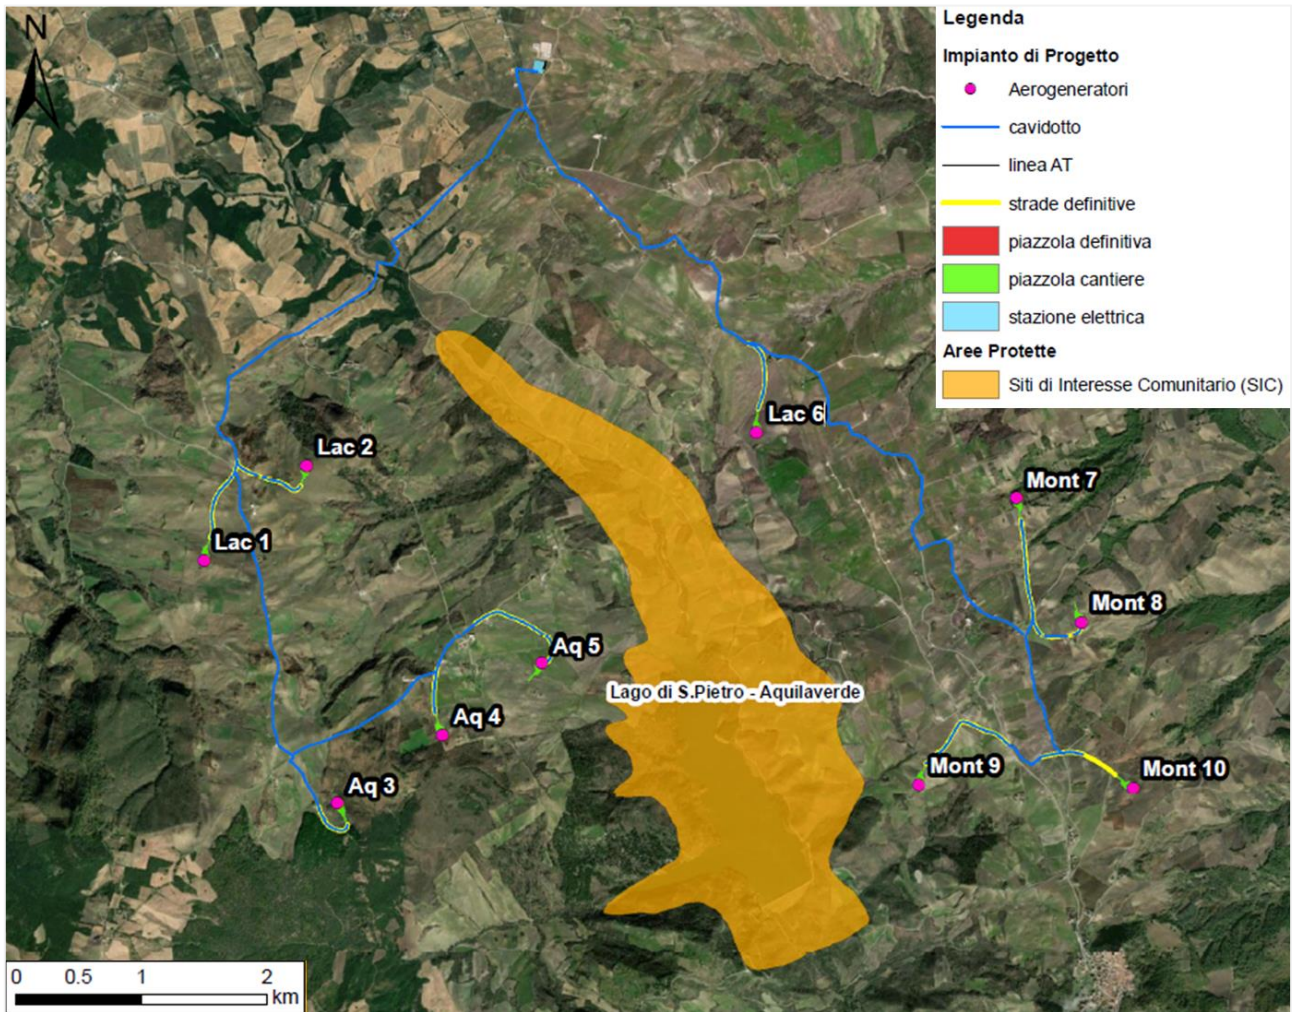 N
Legenda
Impianto di Progetto
Aerogeneratori
cavidotto
linea AT
strade definitive
piazzola definitiva
piazzola cantiere
stazione elettrica
Aree Protette
Siti di Interesse Comunitario (SIC)
Lac 6
Lac 2
Mont 7
Lac 1
Mont 8
Aq 5
Lago di S.Pietro - Aquilaverde
Aq 4
Mont 9
Mont 10
Aq 3
0 0.5 1 2
km